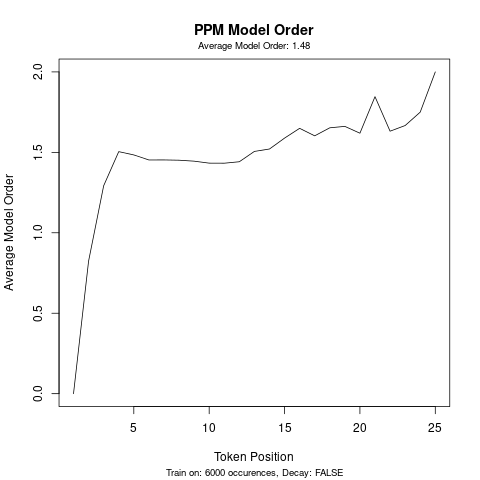 PPM Model Order
Average Model Order: 1.48
Average Model Order
2.0
1.5
1.0
0.5
0.0
5 10 15 20 25
Token Position
Train on: 6000 occurences, Decay: FALSE